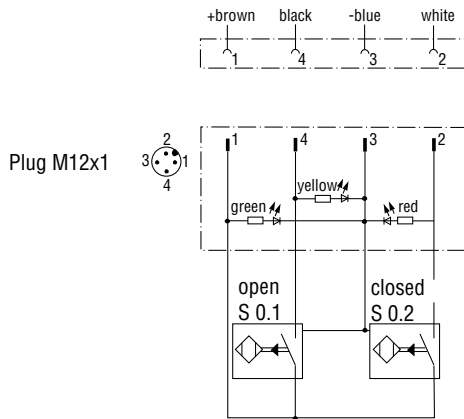 +brown black -blue white
1 4 3 2
Plug M12x1
2
3 1
4
1 4 3 2
yellow
green red
open closed
S 0.1 S 0.2